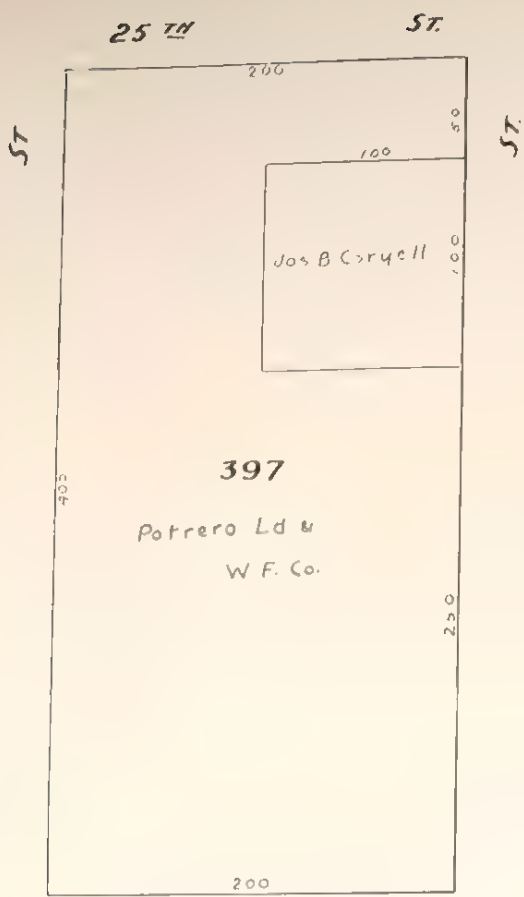 25 TH ST.
ST
200
50
ST.
100
Jos B Coryell
100
397
400
Potrero Ld &
W F. Co.
250
200